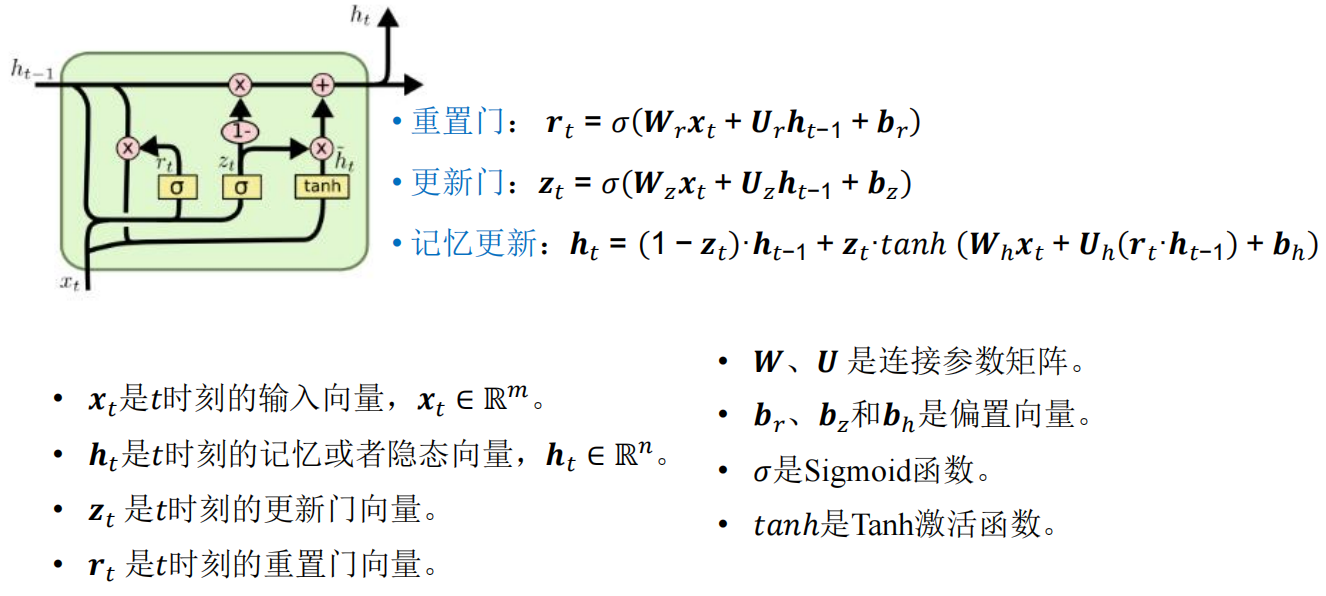 h_t
h_{t−1}
x
+
1-
x
r_t
z_t
x
h̃_t
σ
σ
tanh
x_t
• 重置门： r_t = σ(W_r x_t + U_r h_{t−1} + b_r)
• 更新门：z_t = σ(W_z x_t + U_z h_{t−1} + b_z)
• 记忆更新：h_t = (1 − z_t)·h_{t−1} + z_t·tanh (W_h x_t + U_h(r_t·h_{t−1}) + b_h)
• x_t是t时刻的输入向量，x_t ∈ ℝ^m。
• h_t是t时刻的记忆或者隐态向量，h_t ∈ ℝ^n。
• z_t 是t时刻的更新门向量。
• r_t 是t时刻的重置门向量。
• W、U 是连接参数矩阵。
• b_r、b_z和b_h是偏置向量。
• σ是Sigmoid函数。
• tanh是Tanh激活函数。